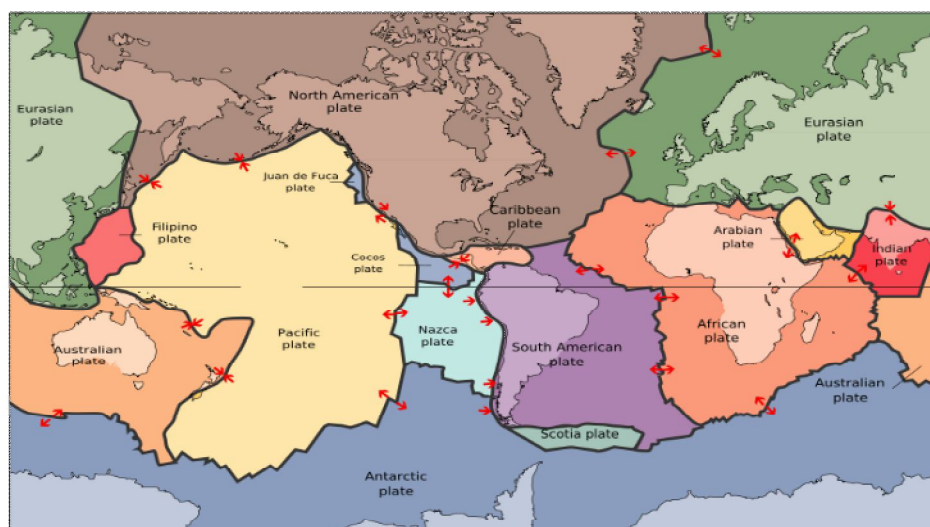 North American
plate
Eurasian
plate
Eurasian
plate
Juan de Fuca
plate
Filipino
plate
Caribbean
plate
Arabian
plate
Indian
plate
Cocos
plate
Pacific
plate
Nazca
plate
South American
plate
African
plate
Australian
plate
Australian
plate
Scotia plate
Antarctic
plate